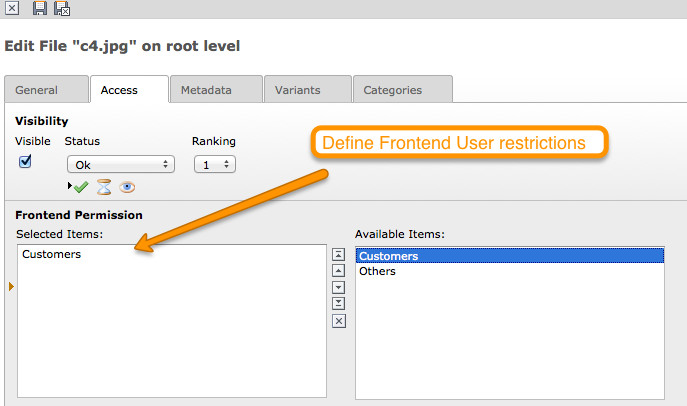 Edit File "c4.jpg" on root level
General Access Metadata Variants Categories
Visibility
Visible Status Ranking
Define Frontend User restrictions
Ok 1
Frontend Permission
Selected Items: Available Items:
Customers Customers
Others